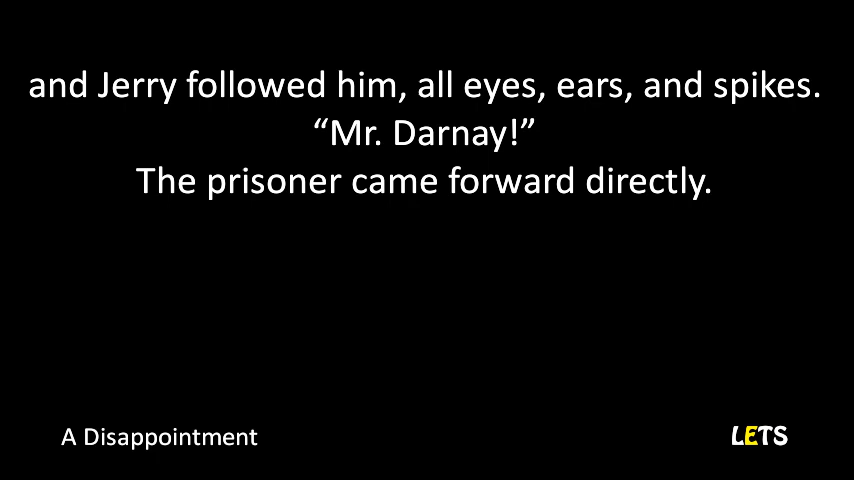 and Jerry followed him, all eyes, ears, and spikes.
“Mr. Darnay!”
The prisoner came forward directly.
A Disappointment
LETS